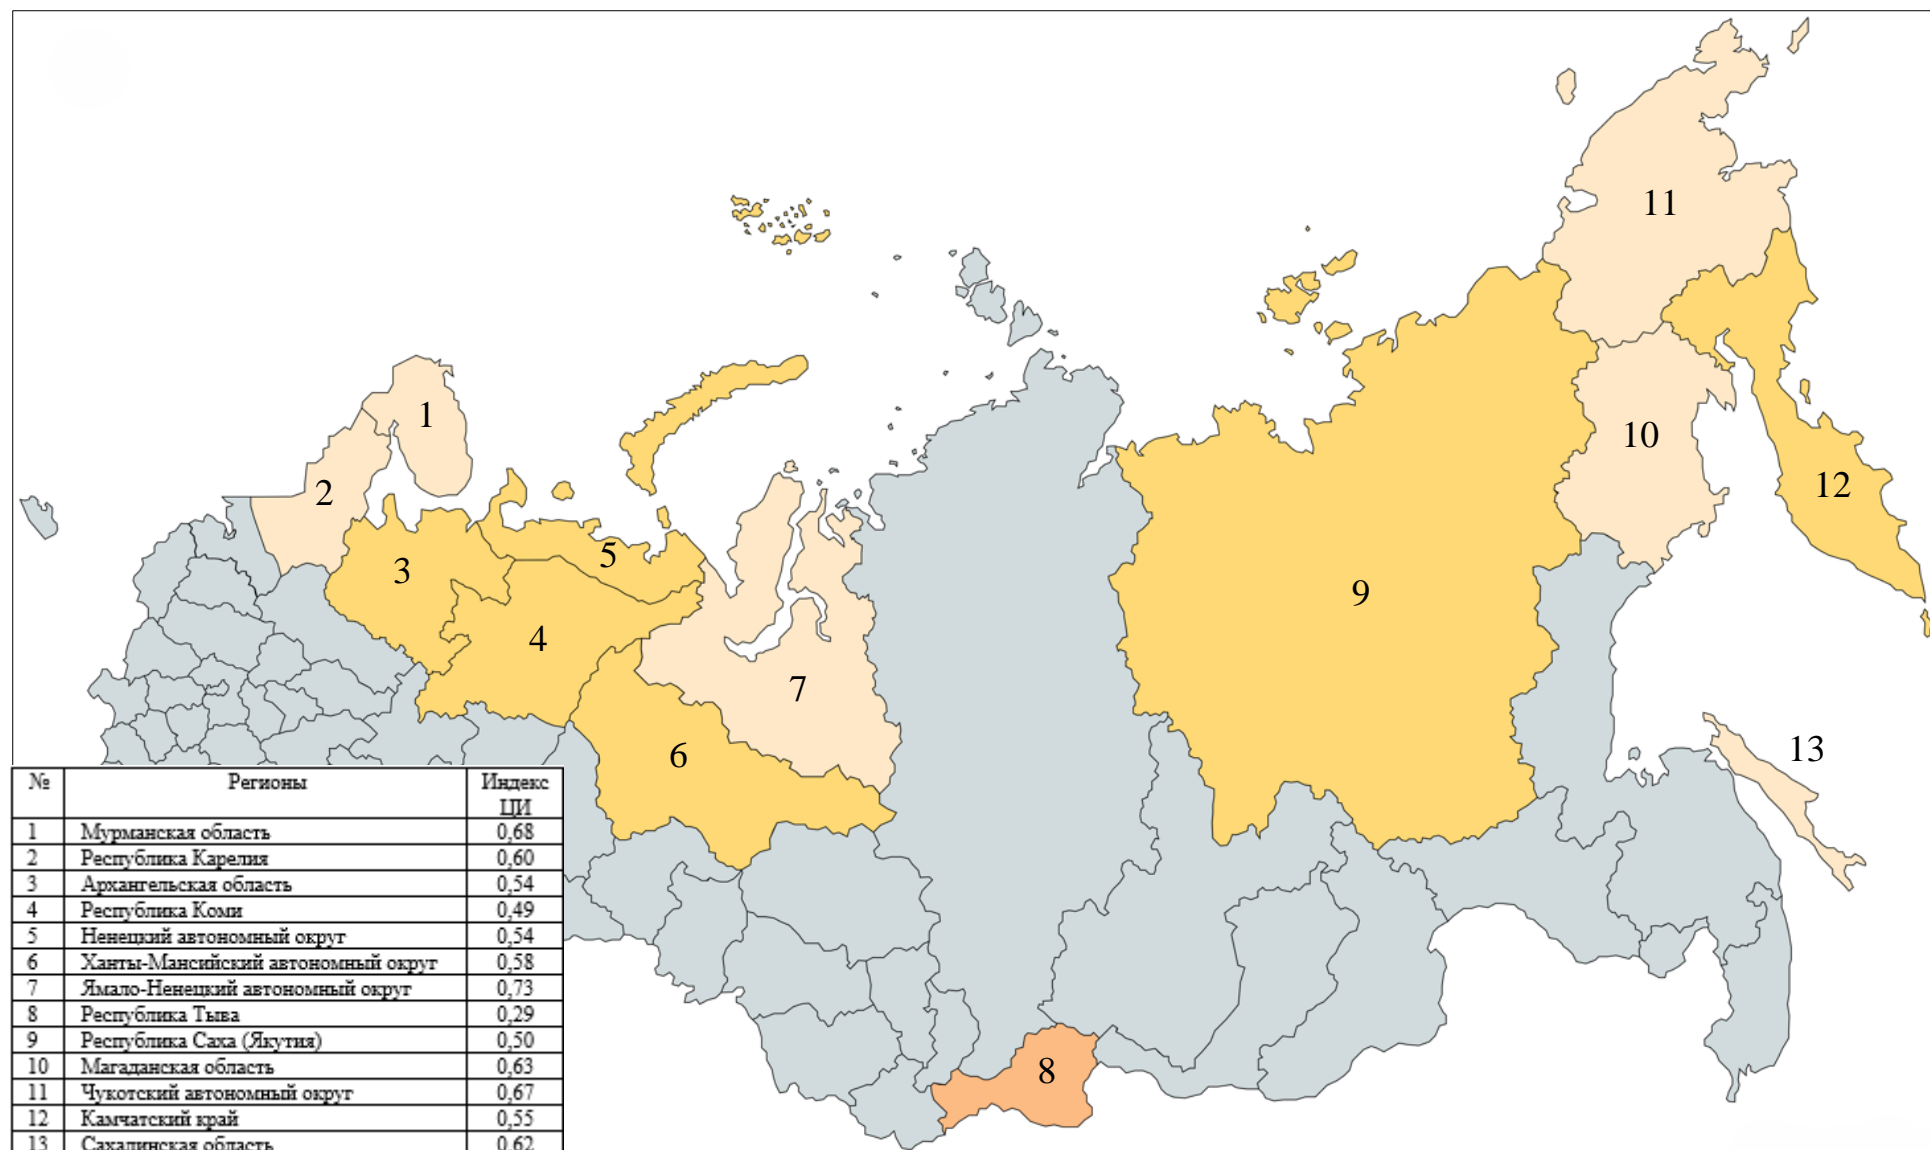 11
1
10
2
12
5
3
9
4
7
13
6
8
№ Регионы Индекс
ЦИ
1 Мурманская область 0,68
2 Республика Карелия 0,60
3 Архангельская область 0,54
4 Республика Коми 0,49
5 Ненецкий автономный округ 0,54
6 Ханты-Мансийский автономный округ 0,58
7 Ямало-Ненецкий автономный округ 0,73
8 Республика Тыва 0,29
9 Республика Саха (Якутия) 0,50
10 Магаданская область 0,63
11 Чукотский автономный округ 0,67
12 Камчатский край 0,55
13 Сахалинская область 0,62